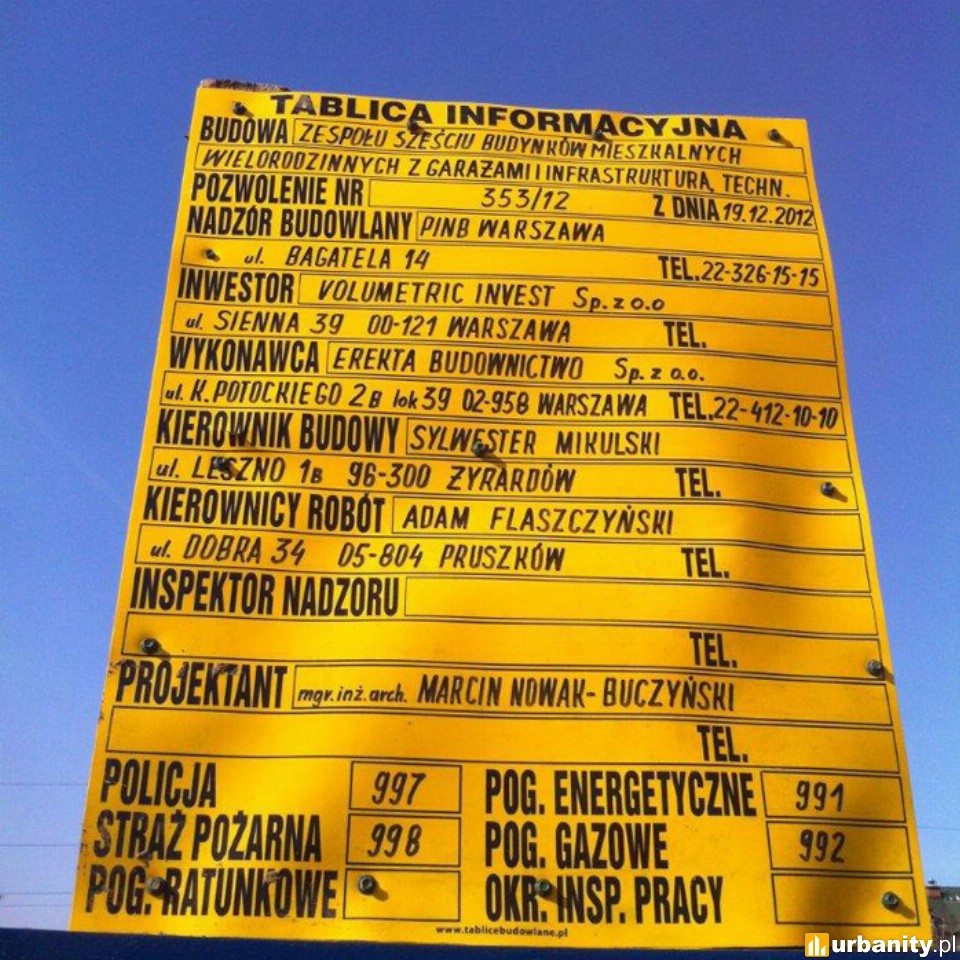 TABLICA INFORMACYJNA
BUDOWA ZESPOŁU SZEŚCIU BUDYNKÓW MIESZKALNYCH
WIELORODZINNYCH Z GARAŻAMI I INFRASTRUKTURĄ TECHN.
POZWOLENIE NR 353/12 Z DNIA 19.12.2012
NADZÓR BUDOWLANY PINB WARSZAWA
ul. BAGATELA 14 TEL. 22-326-15-15
INWESTOR VOLUMETRIC INVEST Sp. z o.o
ul. SIENNA 39 00-121 WARSZAWA TEL.
WYKONAWCA EREKTA BUDOWNICTWO Sp. z o.o.
ul. K. POTOCKIEGO 2B lok 39 02-958 WARSZAWA TEL. 22-412-10-10
KIEROWNIK BUDOWY SYLWESTER MIKULSKI
ul. LESZNO 1B 96-300 ŻYRARDÓW TEL.
KIEROWNICY ROBÓT ADAM FLASZCZYŃSKI
ul. DOBRA 34 05-804 PRUSZKÓW TEL.
INSPEKTOR NADZORU
TEL.
PROJEKTANT mgr. inż. arch. MARCIN NOWAK-BUCZYŃSKI
TEL.
POLICJA 997 POG. ENERGETYCZNE 991
STRAŻ POŻARNA 998 POG. GAZOWE 992
POG. RATUNKOWE OKR. INSP. PRACY
www.tablicebudowlane.pl
urbanity.pl